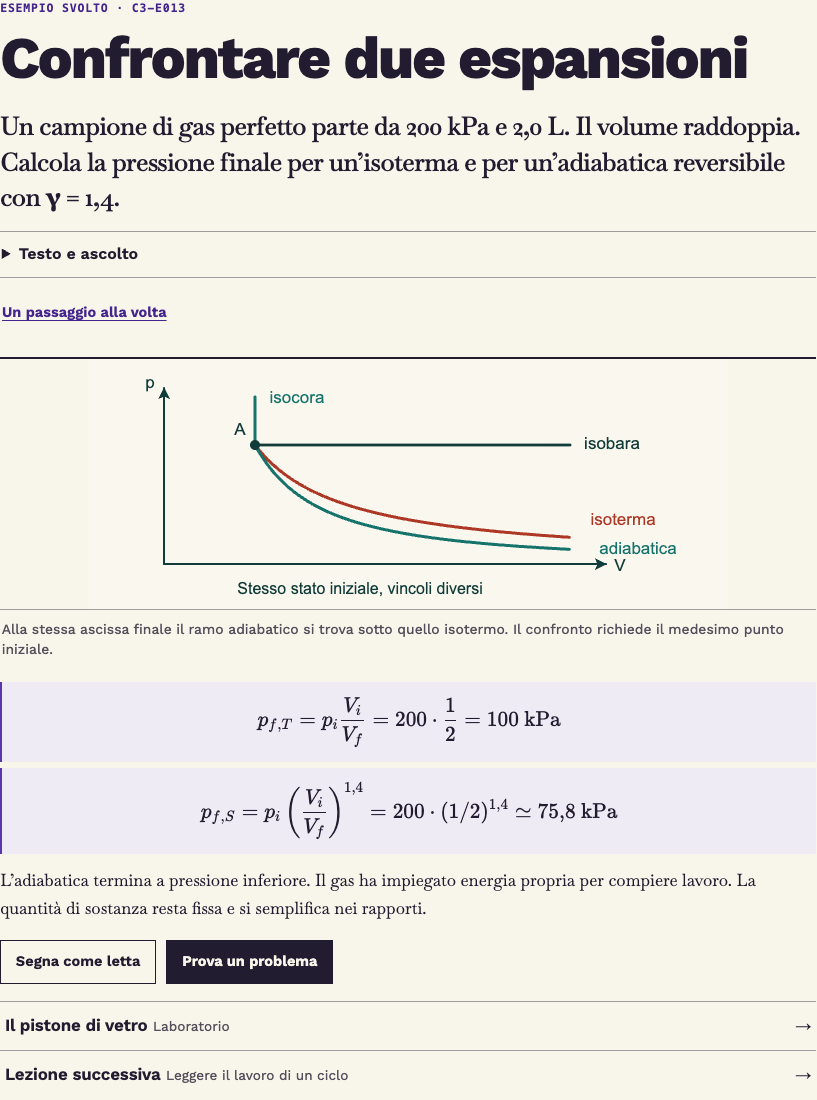 ESEMPIO SVOLTO · C3-E013
Confrontare due espansioni
Un campione di gas perfetto parte da 200 kPa e 2,0 L. Il volume raddoppia.
Calcola la pressione finale per un’isoterma e per un’adiabatica reversibile
con γ = 1,4.
▶ Testo e ascolto
Un passaggio alla volta
p
isocora
A
isobara
isoterma
adiabatica
V
Stesso stato iniziale, vincoli diversi
Alla stessa ascissa finale il ramo adiabatico si trova sotto quello isotermo. Il confronto richiede il medesimo punto
iniziale.
p_{f,T} = p_i \frac{V_i}{V_f} = 200 · \frac{1}{2} = 100 kPa
p_{f,S} = p_i \left( \frac{V_i}{V_f} \right)^{1,4} = 200 · (1/2)^{1,4} ≃ 75,8 kPa
L’adiabatica termina a pressione inferiore. Il gas ha impiegato energia propria per compiere lavoro. La
quantità di sostanza resta fissa e si semplifica nei rapporti.
Segna come letta
Prova un problema
Il pistone di vetro Laboratorio →
Lezione successiva Leggere il lavoro di un ciclo →